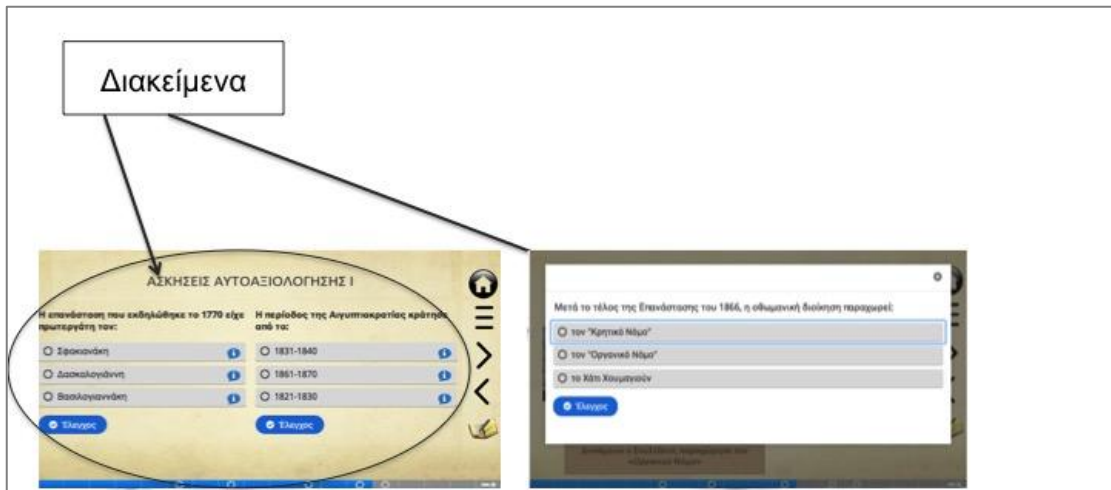 Διακείμενα
ΑΣΚΗΣΕΙΣ ΑΥΤΟΑΞΙΟΛΟΓΗΣΗΣ Ι
Η επανάσταση που εκδηλώθηκε το 1770 είχε
πρωτεργάτη τον:
Σφακιανάκη
Δασκαλογιάννη
Βασιλογιαννάκη
Έλεγχος
Η περίοδος της Αιγυπτιοκρατίας κράτησε
από το:
1831-1840
1861-1870
1821-1830
Έλεγχος
Μετά το τέλος της Επανάστασης του 1866, η οθωμανική διοίκηση παραχωρεί:
τον "Κρητικό Νόμο"
τον "Οργανικό Νόμο"
το Χάτι Χουμαγιούν
Έλεγχος
«Οργανικού Νόμου»